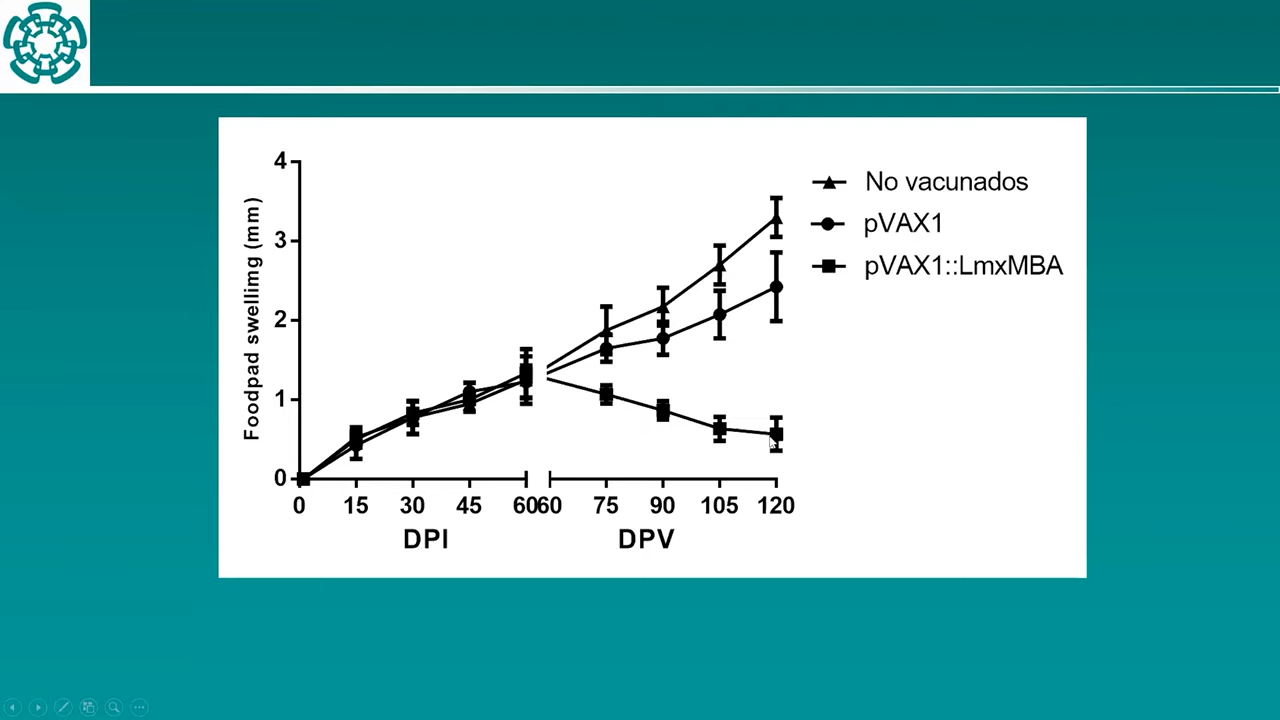 4
3
2
1
0
Foodpad swellimg (mm)
No vacunados
pVAX1
pVAX1::LmxMBA
0 15 30 45 60 60 75 90 105 120
DPI DPV